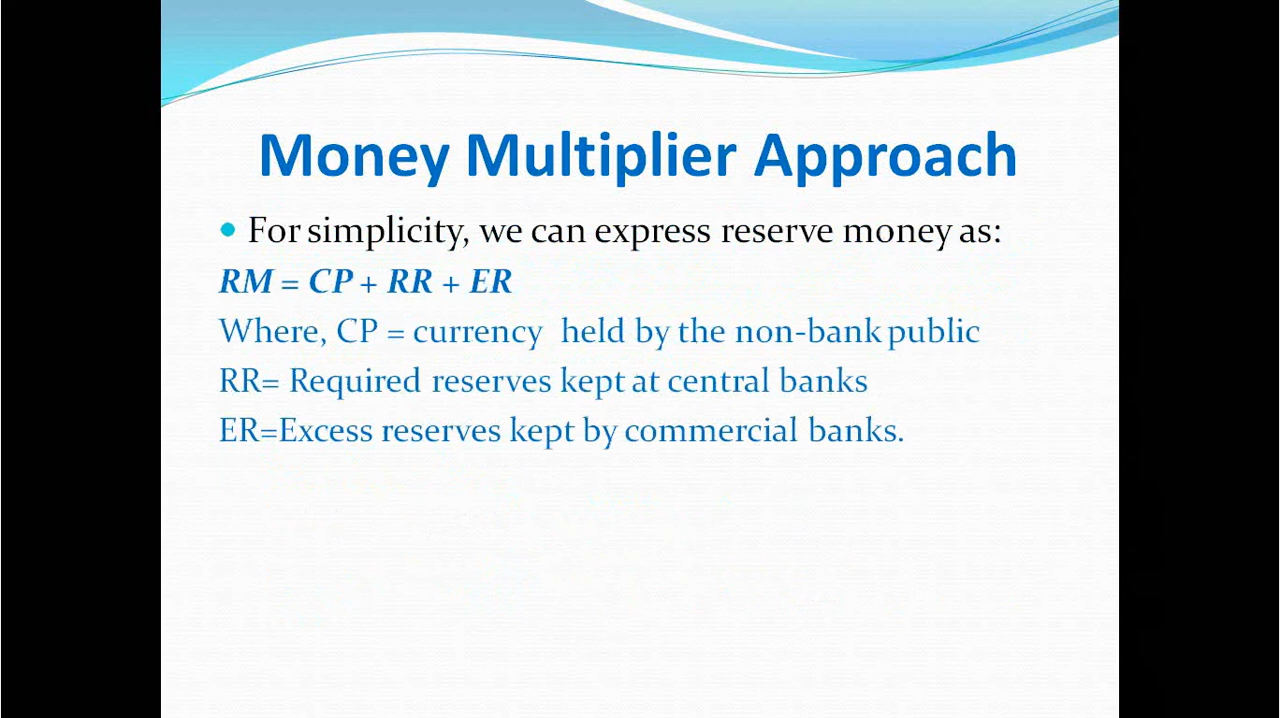 Money Multiplier Approach
• For simplicity, we can express reserve money as:
RM = CP + RR + ER
Where, CP = currency held by the non-bank public
RR= Required reserves kept at central banks
ER=Excess reserves kept by commercial banks.